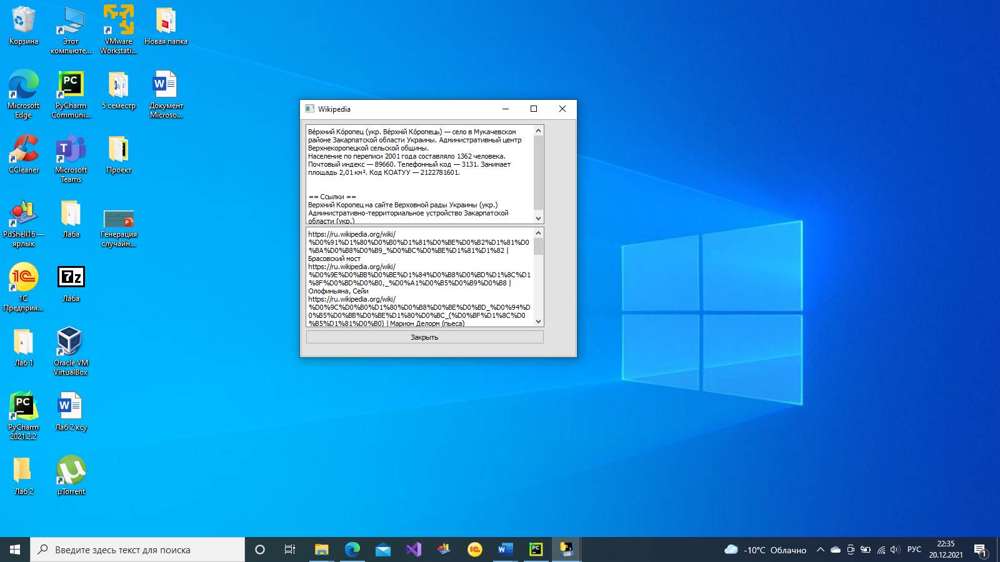 Корзина
Этот
компьюте...
VMware
Workstati...
Новая папка
Microsoft
Edge
PyCharm
Communi...
5 семестр
Документ
Microso...
CCleaner
Microsoft
Teams
Проект
PdShell16 —
ярлык
Лаба
Генерация
случайн...
1С
Предприя...
Лаба
Лаб 1
Oracle VM
VirtualBox
PyCharm
2021.2.2
Лаб 2 ксу
Лаб 2
µTorrent
Wikipedia
Ве́рхний Ко́ропец (укр. Ве́рхній Ко́ропець) — село в Мукачевском
районе Закарпатской области Украины. Административный центр
Верхнекоропецкой сельской общины.
Население по переписи 2001 года составляло 1362 человека.
Почтовый индекс — 89660. Телефонный код — 3131. Занимает
площадь 2,01 км². Код КОАТУУ — 2122781601.
== Ссылки ==
Верхний Коропец на сайте Верховной рады Украины (укр.)
Административно-территориальное устройство Закарпатской
области (укр.)
https://ru.wikipedia.org/wiki/
%D0%91%D1%80%D0%B0%D1%81%D0%BE%D0%B2%D1%81%D0
%BA%D0%B8%D0%B9_%D0%BC%D0%BE%D1%81%D1%82 |
Брасовский мост
https://ru.wikipedia.org/wiki/
%D0%9E%D0%BB%D0%BE%D1%84%D0%B8%D0%BD%D1%8C%D1
%8F%D0%BD%D0%B0,_%D0%A1%D0%B5%D0%B9%D0%B8 |
Олофиньяна, Сейи
https://ru.wikipedia.org/wiki/
%D0%9C%D0%B0%D1%80%D0%B8%D0%BE%D0%BD_%D0%94%D
0%B5%D0%BB%D0%BE%D1%80%D0%BC_(%D0%BF%D1%8C%D0
%B5%D1%81%D0%B0) | Марион Делорм (пьеса)
Закрыть
Введите здесь текст для поиска
-10°C Облачно
РУС
22:35
20.12.2021
1